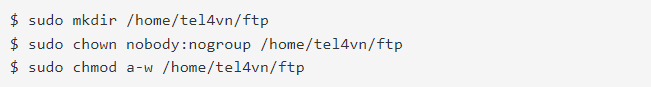 $ sudo mkdir /home/tel4vn/ftp
$ sudo chown nobody:nogroup /home/tel4vn/ftp
$ sudo chmod a-w /home/tel4vn/ftp